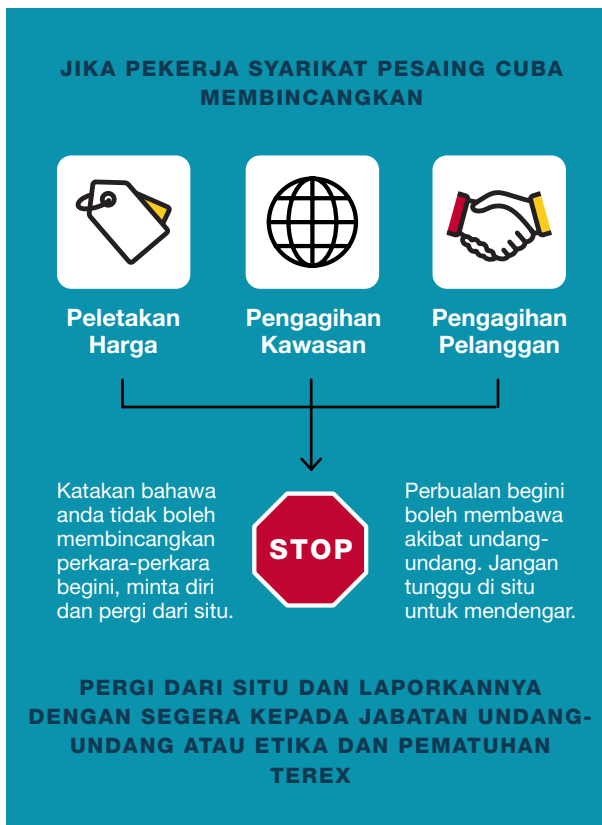 JIKA PEKERJA SYARIKAT PESAING CUBA
MEMBINCANGKAN
Peletakan
Harga
Pengagihan
Kawasan
Pengagihan
Pelanggan
Katakan bahawa
anda tidak boleh
membincangkan
perkara-perkara
begini, minta diri
dan pergi dari situ.
STOP
Perbualan begini
boleh membawa
akibat undang-
undang. Jangan
tunggu di situ
untuk mendengar.
PERGI DARI SITU DAN LAPORKANNYA
DENGAN SEGERA KEPADA JABATAN UNDANG-
UNDANG ATAU ETIKA DAN PEMATUHAN
TEREX